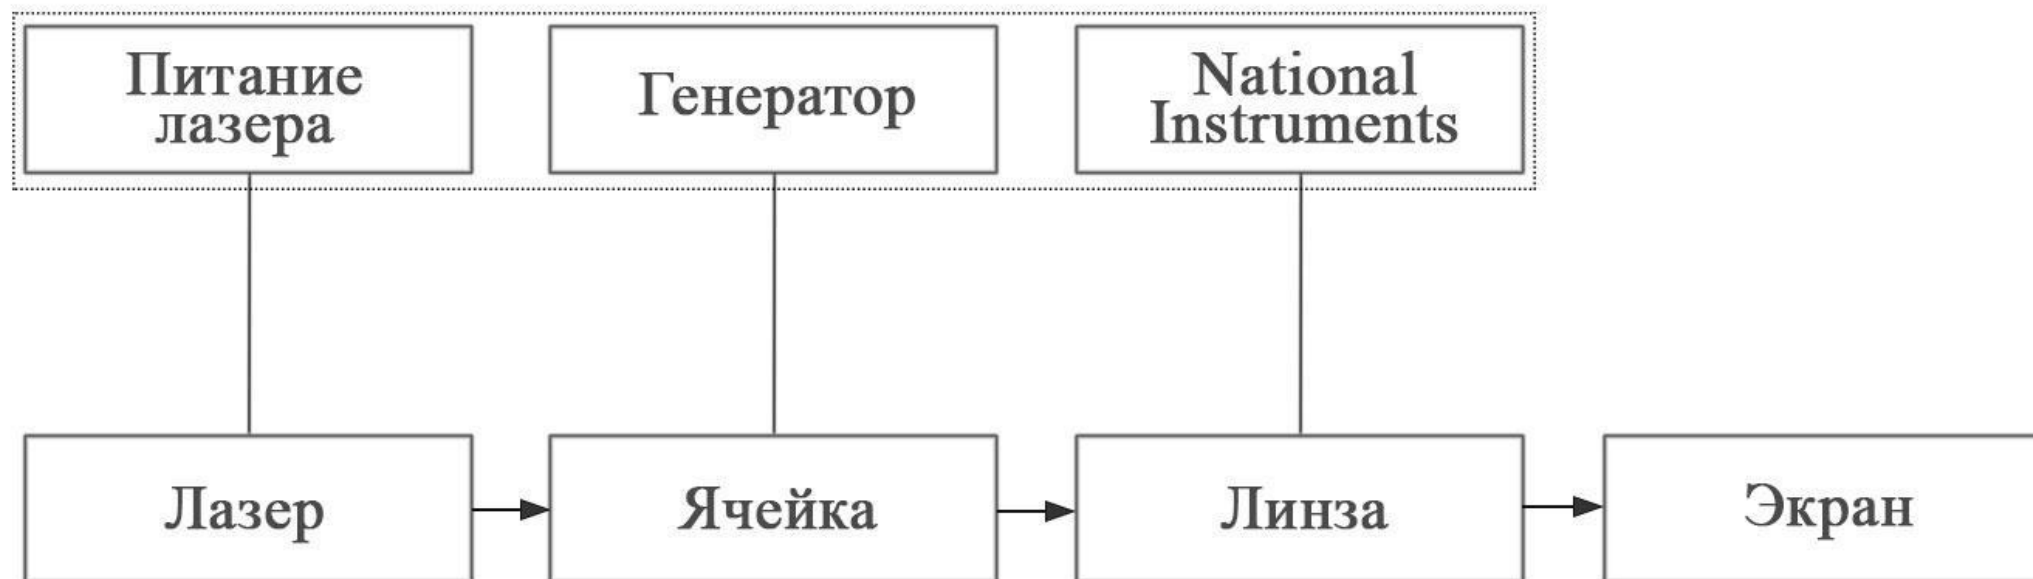 Питание
лазера
Генератор
National
Instruments
Лазер
Ячейка
Линза
Экран